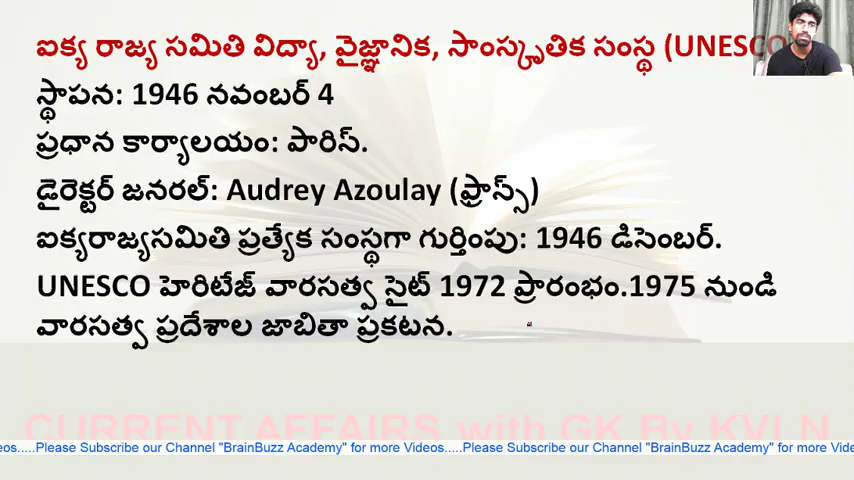 ఐక్య రాజ్య సమితి విద్యా, వైజ్ఞానిక, సాంస్కృతిక సంస్థ (UNESCO
స్థాపన: 1946 నవంబర్ 4
ప్రధాన కార్యాలయం: పారిస్.
డైరెక్టర్ జనరల్: Audrey Azoulay (ఫ్రాన్స్)
ఐక్యరాజ్యసమితి ప్రత్యేక సంస్థగా గుర్తింపు: 1946 డిసెంబర్.
UNESCO హెరిటేజ్ వారసత్వ సైట్ 1972 ప్రారంభం.1975 నుండి
వారసత్వ ప్రదేశాల జాబితా ప్రకటన.
CURRENT AFFAIRS with GK By KVLN
eos.....Please Subscribe our Channel "BrainBuzz Academy" for more Videos.....Please Subscribe our Channel "BrainBuzz Academy" for more Vide